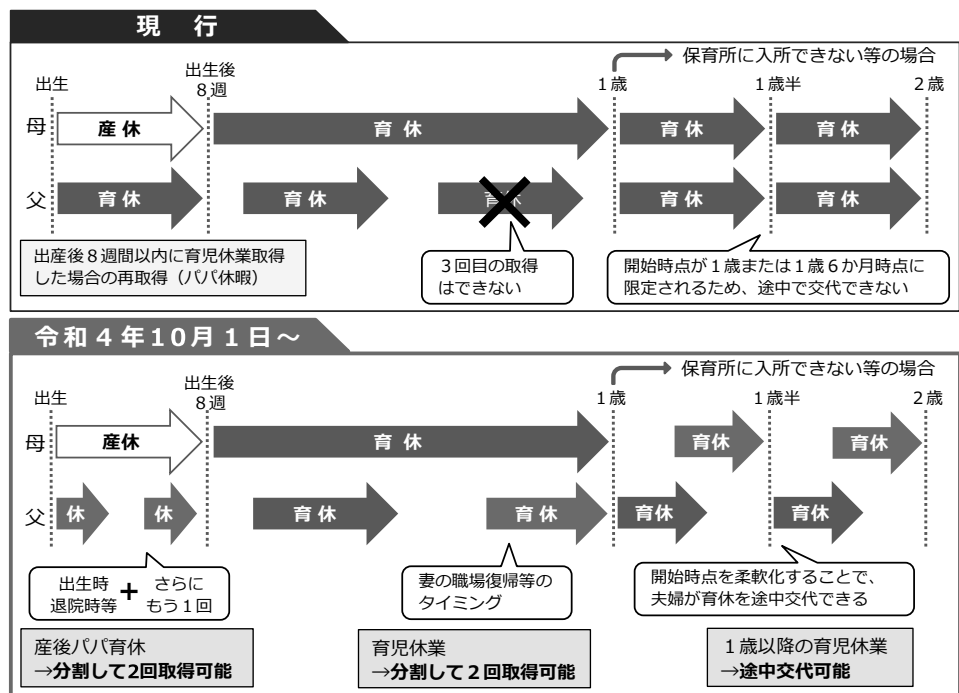 現 行
保育所に入所できない等の場合
出生
出生後
8週
1歳
1歳半
2歳
母
産休
育休
育休
育休
父
育休
育休
育休
育休
育休
出産後8週間以内に育児休業取得
した場合の再取得(パパ休暇)
3回目の取得
はできない
開始時点が1歳または1歳6か月時点に
限定されるため、途中で交代できない
令和4年10月1日~
保育所に入所できない等の場合
出生
出生後
8週
1歳
1歳半
2歳
母
産休
育休
育休
育休
父
休
休
育休
育休
育休
育休
出生時
退院時等
+
さらに
もう1回
妻の職場復帰等の
タイミング
開始時点を柔軟化することで、
夫婦が育休を途中交代できる
産後パパ育休
→分割して2回取得可能
育児休業
→分割して2回取得可能
1歳以降の育児休業
→途中交代可能